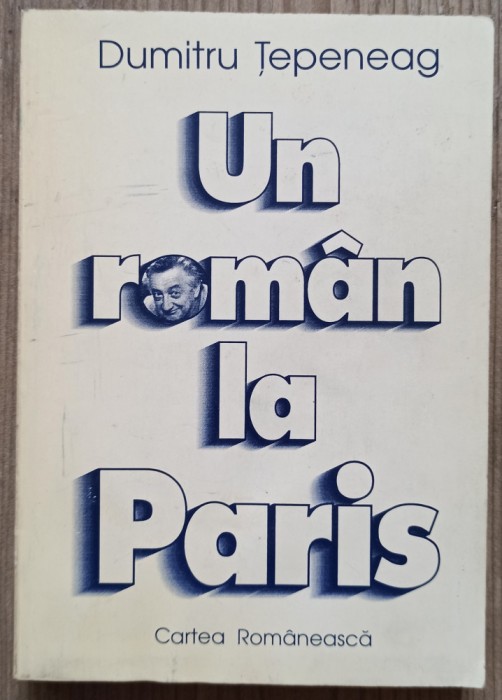 Dumitru Țepeneag
Un
român
la
Paris
Cartea Românească